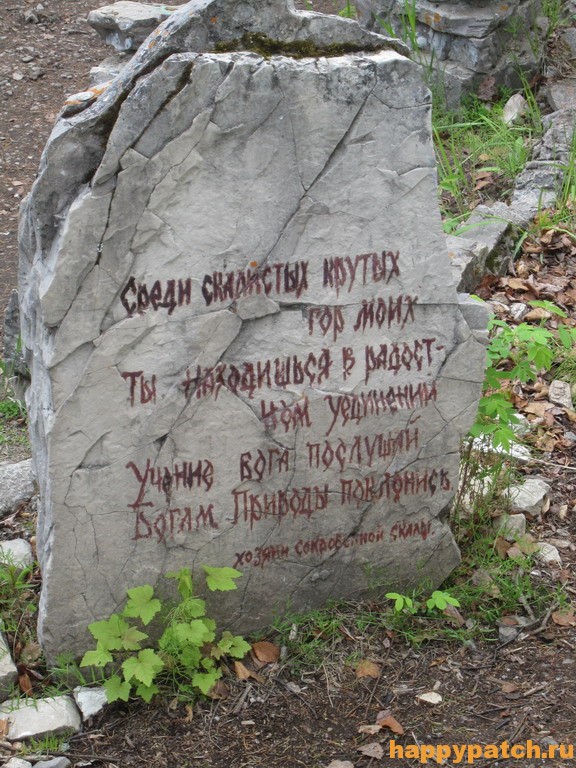 Среди скалистых крутых
гор моих
Ты находишься в радост-
ном уединении
Учение бога послушай
Богам Природы поклонись.
хозяин сокровенной скалы.
happypatch.ru